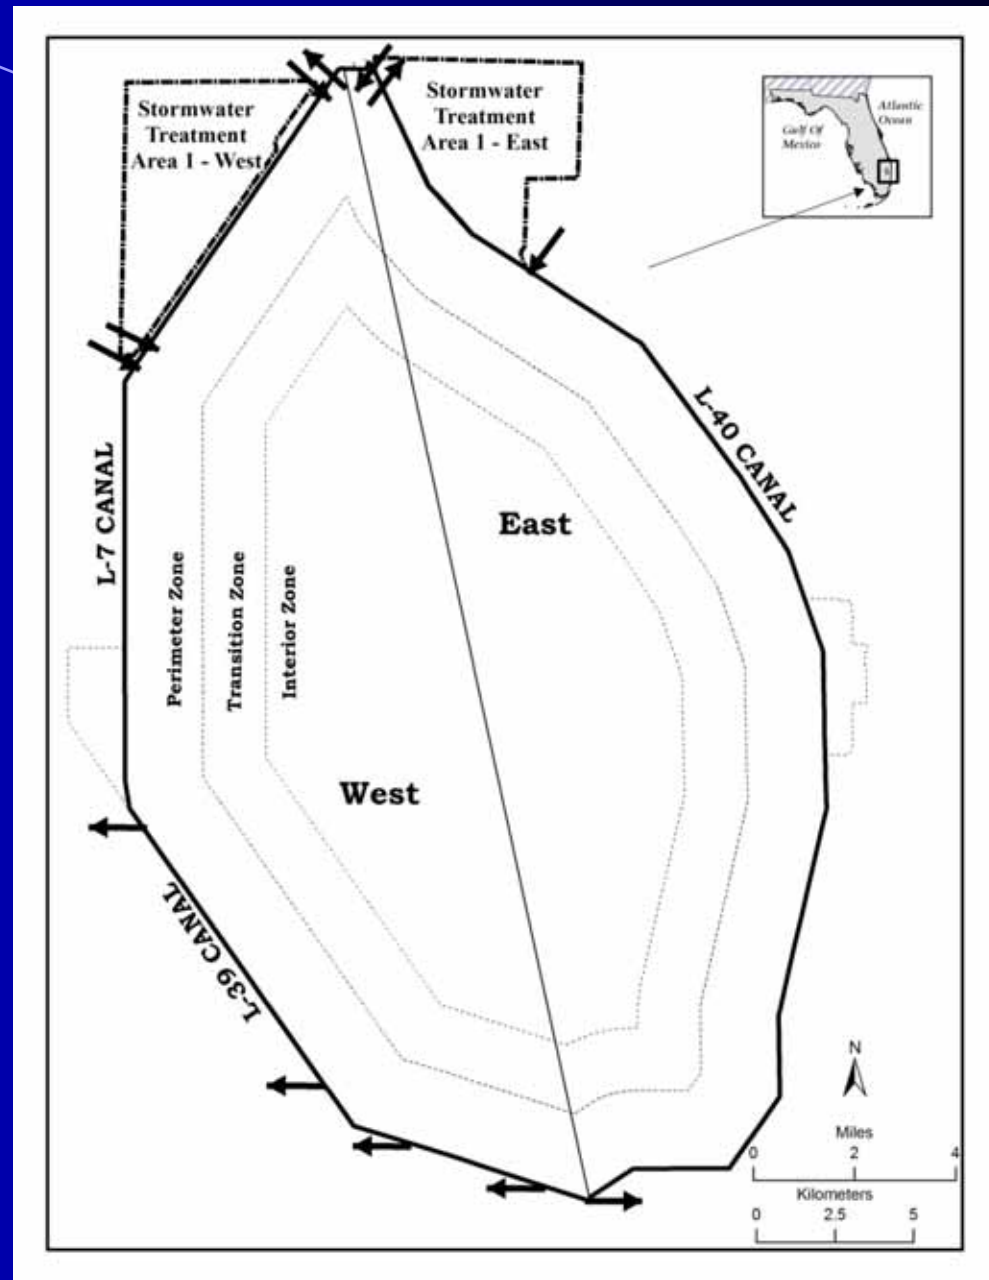 Stormwater
Treatment
Area 1 - West
Stormwater
Treatment
Area 1 - East
Gulf Of
Mexico
Atlantic
Ocean
L-40 CANAL
L-7 CANAL
East
Perimeter Zone
Transition Zone
Interior Zone
West
L-39 CANAL
N
Miles
0 2 4
Kilometers
0 2.5 5